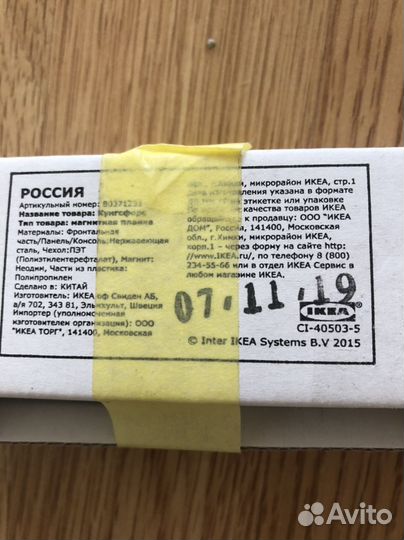 РОССИЯ
Артикульный номер: 80371233
Название товара: Кунгсфорс
Тип товара: магнитная планка
Материалы: Фронтальная
часть/Панель/Консоль:Нержавеющая
сталь, Чехол:ПЭТ
(Полиэтилентерефталат), Магнит:
Неодим, Части из пластика:
Полипропилен
Сделано в: КИТАЙ
Изготовитель: ИКЕА оф Свиден АБ,
а/я 702, 343 81, Эльмхульт, Швеция
Импортер (уполномоченная
изготовителем организация): ООО
"ИКЕА ТОРГ", 141400, Московская
микрорайон ИКЕА, стр.1
изготовления указана в формате
этикетке или упаковке
качества товаров ИКЕА
обращайтесь к продавцу: ООО "ИКЕА
ДОМ", Россия, 141400, Московская
обл., г.Химки, микрорайон ИКЕА,
корп.1 - через форму на сайте http:
//www.IKEA.ru, по телефону 8 (800)
234-55-66 или в отдел ИКЕА Сервис в
любом магазине ИКЕА.
07.11.19
IKEA
CI-40503-5
© Inter IKEA Systems B.V 2015
Avito